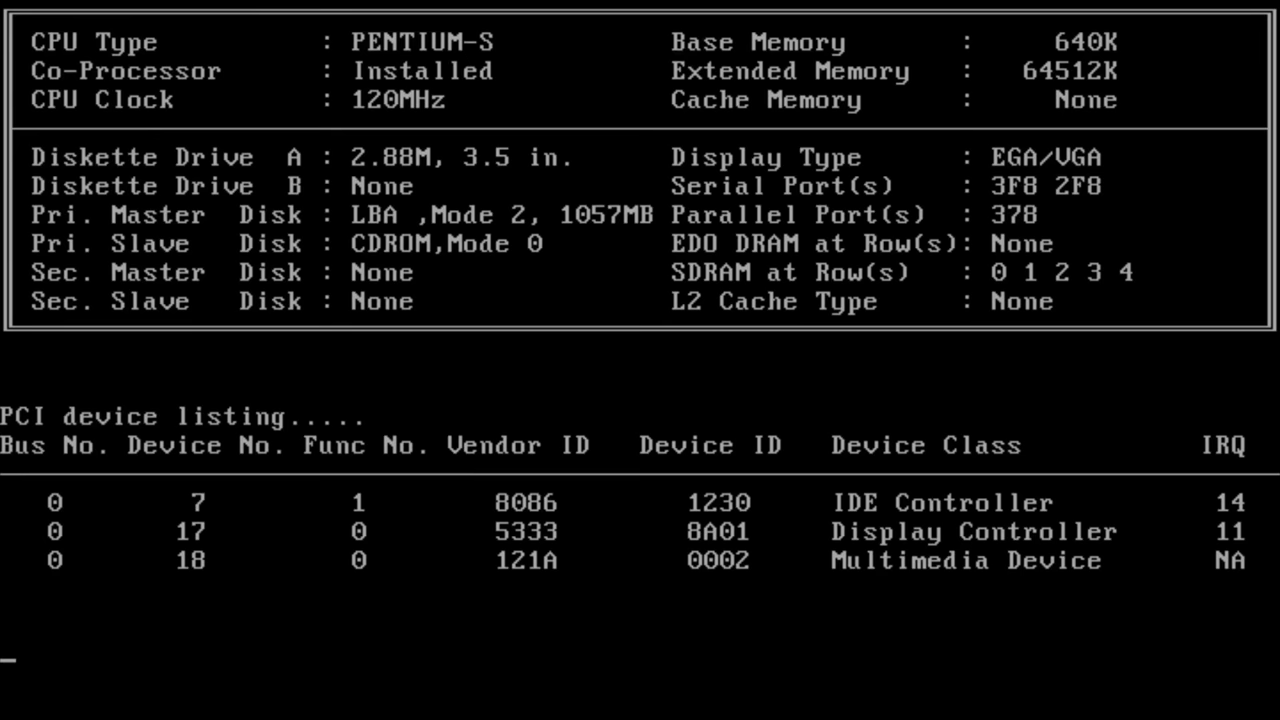 CPU Type : PENTIUM-S Base Memory : 640K
Co-Processor : Installed Extended Memory : 64512K
CPU Clock : 120MHz Cache Memory : None
Diskette Drive A : 2.88M, 3.5 in. Display Type : EGA/VGA
Diskette Drive B : None Serial Port(s) : 3F8 2F8
Pri. Master Disk : LBA ,Mode 2, 1057MB Parallel Port(s) : 378
Pri. Slave Disk : CDROM,Mode 0 EDO DRAM at Row(s): None
Sec. Master Disk : None SDRAM at Row(s) : 0 1 2 3 4
Sec. Slave Disk : None L2 Cache Type : None
PCI device listing.....
Bus No. Device No. Func No. Vendor ID Device ID Device Class IRQ
0 7 1 8086 1230 IDE Controller 14
0 17 0 5333 8A01 Display Controller 11
0 18 0 121A 0002 Multimedia Device NA
_